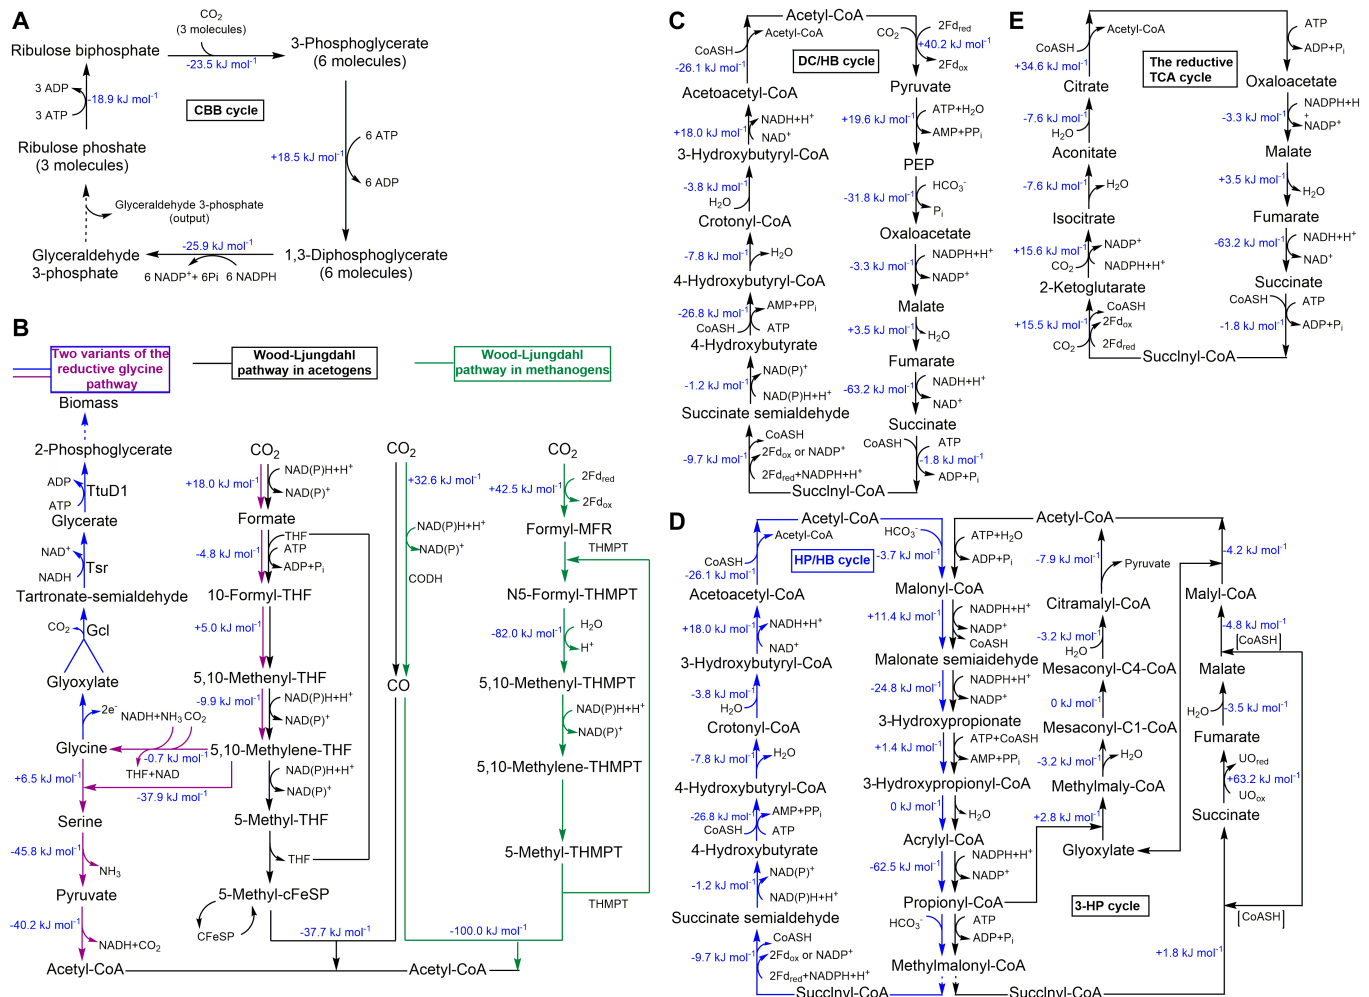 A
CO2
(3 molecules)
Ribulose biphosphate
-23.5 kJ mol-1
3-Phosphoglycerate
(6 molecules)
3 ADP
-18.9 kJ mol-1
3 ATP
CBB cycle
6 ATP
+18.5 kJ mol-1
6 ADP
Ribulose phoshate
(3 molecules)
Glyceraldehyde 3-phosphate
(output)
Glyceraldehyde
3-phosphate
-25.9 kJ mol-1
6 NADP++ 6Pi
6 NADPH
1,3-Diphosphoglycerate
(6 molecules)
B
Two variants of the
reductive glycine
pathway
Wood-Ljungdahl
pathway in acetogens
Wood-Ljungdahl
pathway in methanogens
Biomass
2-Phosphoglycerate
ADP
TtuD1
ATP
Glycerate
NAD+
Tsr
NADH
Tartronate-semialdehyde
CO2
Gcl
Glyoxylate
2e-
NADH+NH3 CO2
Glycine
-0.7 kJ mol-1
THF+NAD
+6.5 kJ mol-1
-37.9 kJ mol-1
Serine
-45.8 kJ mol-1
NH3
Pyruvate
-40.2 kJ mol-1
NADH+CO2
Acetyl-CoA
CO2
+18.0 kJ mol-1
NAD(P)H+H+
NAD(P)+
Formate
THF
-4.8 kJ mol-1
ATP
ADP+Pi
10-Formyl-THF
+5.0 kJ mol-1
5,10-Methenyl-THF
-9.9 kJ mol-1
NAD(P)H+H+
NAD(P)+
5,10-Methylene-THF
NAD(P)H+H+
NAD(P)+
5-Methyl-THF
THF
5-Methyl-cFeSP
CFeSP
-37.7 kJ mol-1
CO2
+32.6 kJ mol-1
NAD(P)H+H+
NAD(P)+
CODH
CO
-100.0 kJ mol-1
Acetyl-CoA
CO2
+42.5 kJ mol-1
2Fdred
2Fdox
Formyl-MFR
THMPT
N5-Formyl-THMPT
-82.0 kJ mol-1
H2O
H+
5,10-Methenyl-THMPT
NAD(P)H+H+
NAD(P)+
5,10-Methylene-THMPT
5-Methyl-THMPT
THMPT
C
Acetyl-CoA
CoASH
Acetyl-CoA
-26.1 kJ mol-1
DC/HB cycle
CO2
2Fdred
+40.2 kJ mol-1
2Fdox
Acetoacetyl-CoA
Pyruvate
NADH+H+
+18.0 kJ mol-1
NAD+
ATP+H2O
+19.6 kJ mol-1
AMP+PPi
3-Hydroxybutyryl-CoA
PEP
-3.8 kJ mol-1
H2O
HCO3-
-31.8 kJ mol-1
Pi
Crotonyl-CoA
Oxaloacetate
-7.8 kJ mol-1
H2O
NADPH+H+
-3.3 kJ mol-1
NADP+
4-Hydroxybutyryl-CoA
Malate
AMP+PPi
-26.8 kJ mol-1
CoASH
ATP
+3.5 kJ mol-1
H2O
4-Hydroxybutyrate
Fumarate
NAD(P)+
-1.2 kJ mol-1
NAD(P)H+H+
NADH+H+
-63.2 kJ mol-1
NAD+
Succinate semialdehyde
Succinate
CoASH
2Fdox or NADP+
-9.7 kJ mol-1
2Fdred+NADPH+H+
CoASH
ATP
-1.8 kJ mol-1
ADP+Pi
Succlnyl-CoA
E
CoASH
Acetyl-CoA
+34.6 kJ mol-1
The reductive
TCA cycle
ATP
ADP+Pi
Citrate
Oxaloacetate
-7.6 kJ mol-1
H2O
NADPH+H
+
-3.3 kJ mol-1
NADP+
Aconitate
Malate
-7.6 kJ mol-1
H2O
+3.5 kJ mol-1
H2O
Isocitrate
Fumarate
NADP+
+15.6 kJ mol-1
CO2
NADPH+H+
NADH+H+
-63.2 kJ mol-1
NAD+
2-Ketoglutarate
Succinate
CoASH
2Fdox
+15.5 kJ mol-1
CO2
2Fdred
CoASH
ATP
-1.8 kJ mol-1
ADP+Pi
Succlnyl-CoA
D
Acetyl-CoA
CoASH
Acetyl-CoA
-26.1 kJ mol-1
HP/HB cycle
HCO3-
-3.7 kJ mol-1
Acetoacetyl-CoA
NADH+H+
+18.0 kJ mol-1
NAD+
3-Hydroxybutyryl-CoA
-3.8 kJ mol-1
H2O
Crotonyl-CoA
-7.8 kJ mol-1
H2O
4-Hydroxybutyryl-CoA
AMP+PPi
-26.8 kJ mol-1
CoASH
ATP
4-Hydroxybutyrate
NAD(P)+
-1.2 kJ mol-1
NAD(P)H+H+
Succinate semialdehyde
CoASH
2Fdox or NADP+
-9.7 kJ mol-1
2Fdred+NADPH+H+
Succlnyl-CoA
Acetyl-CoA
ATP+H2O
ADP+Pi
Malonyl-CoA
+11.4 kJ mol-1
NADPH+H+
NADP+
CoASH
Malonate semiaidehyde
-24.8 kJ mol-1
NADPH+H+
NADP+
3-Hydroxypropionate
+1.4 kJ mol-1
ATP+CoASH
AMP+PPi
3-Hydroxypropionyl-CoA
0 kJ mol-1
H2O
Acrylyl-CoA
-62.5 kJ mol-1
NADPH+H+
NADP+
Propionyl-CoA
HCO3-
ATP
ADP+Pi
Methylmalonyl-CoA
Succlnyl-CoA
-7.9 kJ mol-1
Pyruvate
Citramalyl-CoA
-3.2 kJ mol-1
H2O
Mesaconyl-C4-CoA
0 kJ mol-1
Mesaconyl-C1-CoA
-3.2 kJ mol-1
H2O
Methylmaly-CoA
+2.8 kJ mol-1
Glyoxylate
3-HP cycle
-4.2 kJ mol-1
Malyl-CoA
-4.8 kJ mol-1
[CoASH]
Malate
H2O
-3.5 kJ mol-1
Fumarate
UOred
+63.2 kJ mol-1
UOox
Succinate
[CoASH]
+1.8 kJ mol-1